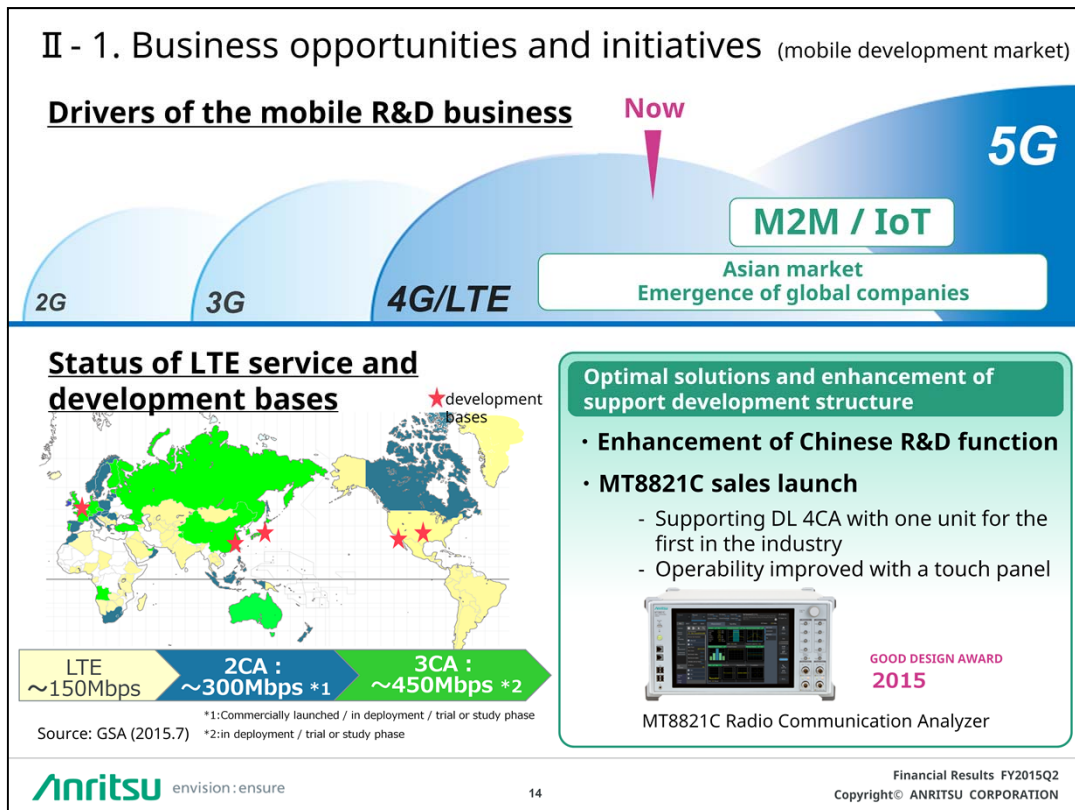 Ⅱ - 1. Business opportunities and initiatives (mobile development market)
Drivers of the mobile R&D business
Now
5G
M2M / IoT
Asian market
Emergence of global companies
2G
3G
4G/LTE
Status of LTE service and
development bases
development
bases
LTE
～150Mbps
2CA :
～300Mbps *1
3CA :
～450Mbps *2
*1:Commercially launched / in deployment / trial or study phase
Source: GSA (2015.7)
*2:in deployment / trial or study phase
Optimal solutions and enhancement of
support development structure
・Enhancement of Chinese R&D function
・MT8821C sales launch
- Supporting DL 4CA with one unit for the
first in the industry
- Operability improved with a touch panel
GOOD DESIGN AWARD
2015
MT8821C Radio Communication Analyzer
Anritsu envision : ensure
14
Financial Results FY2015Q2
Copyright© ANRITSU CORPORATION